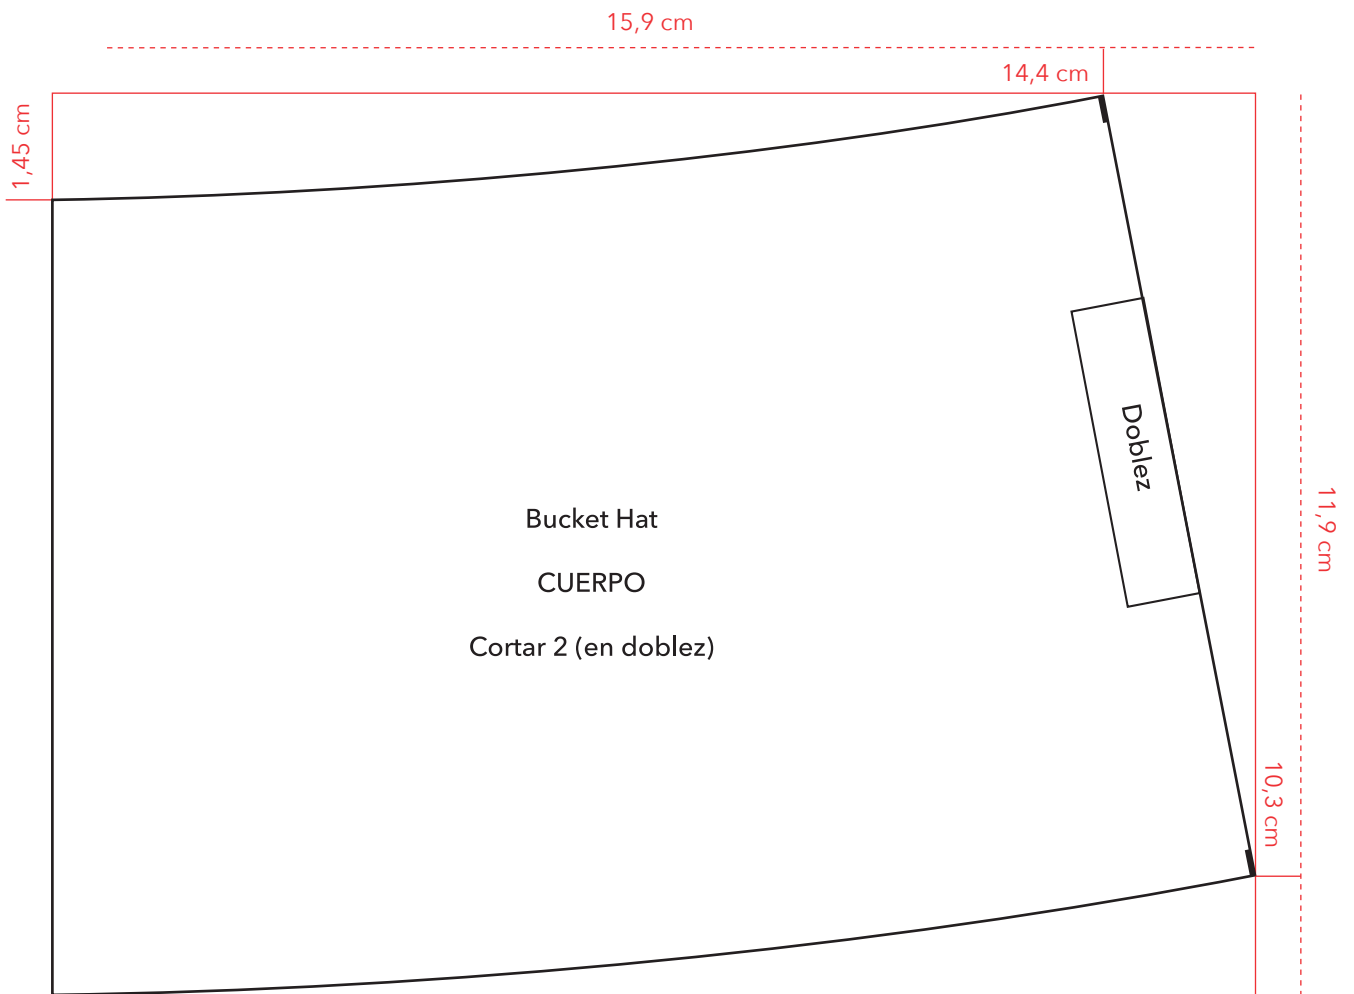 15,9 cm
14,4 cm
1,45 cm
Doblez
11,9 cm
Bucket Hat
CUERPO
Cortar 2 (en doblez)
10,3 cm